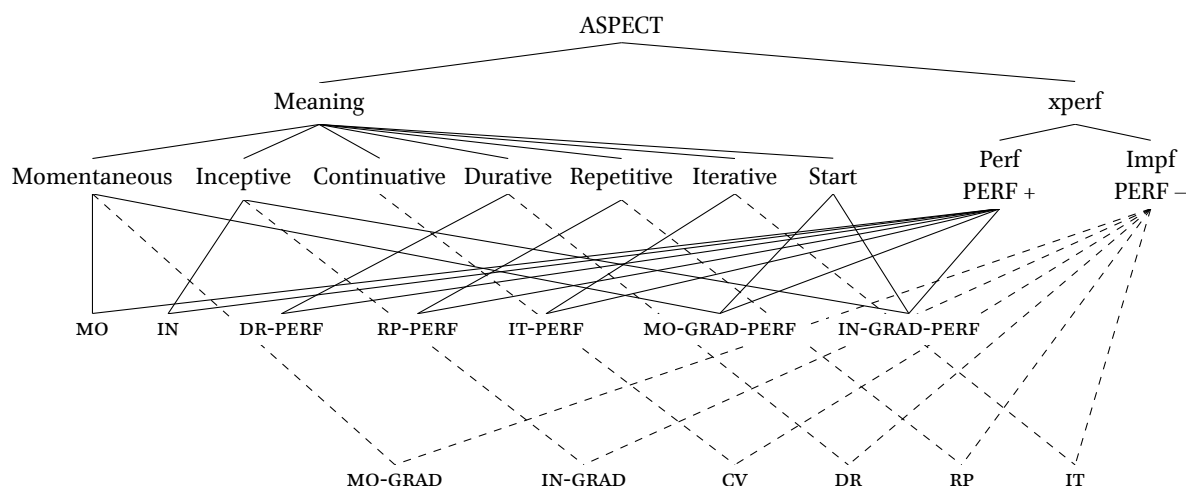 ASPECT
Meaning xperf
Momentaneous Inceptive Continuative Durative Repetitive Iterative Start Perf Impf
PERF + PERF –
MO IN DR-PERF RP-PERF IT-PERF MO-GRAD-PERF IN-GRAD-PERF
MO-GRAD IN-GRAD CV DR RP IT